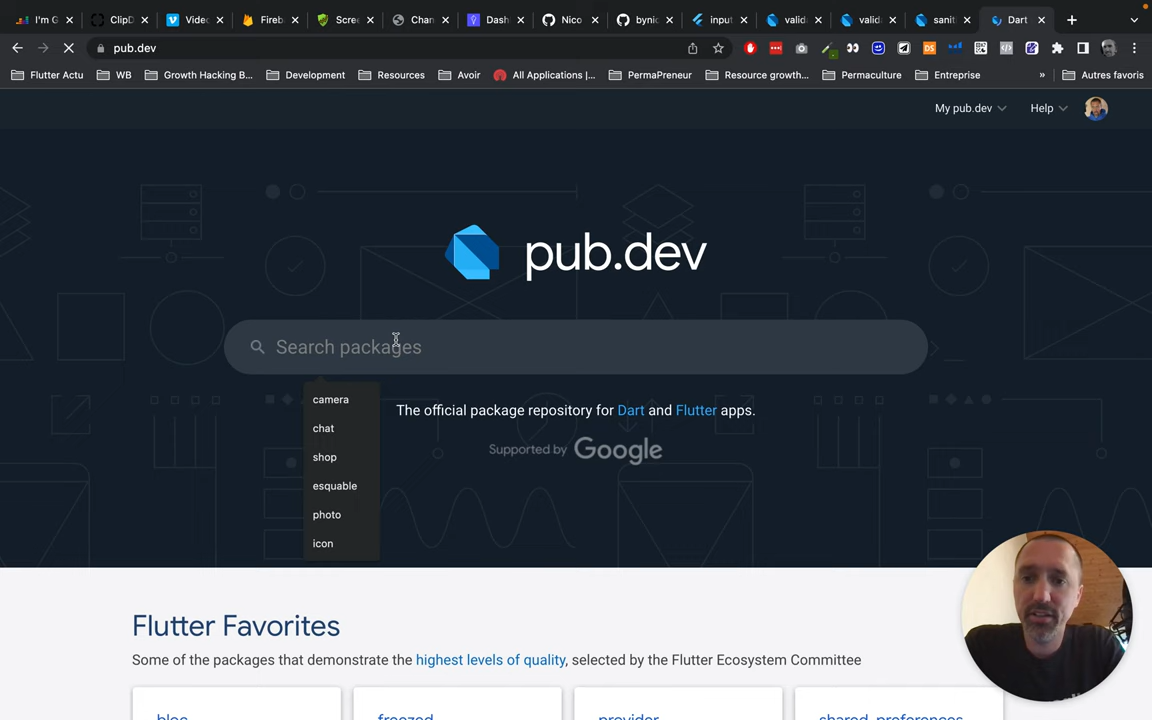 I'm G
ClipD
Video
Fireb
Scree
Chan
Dash
Nico
bynic
input
valid
valid
sanit
Dart
pub.dev
Flutter Actu
WB
Growth Hacking B...
Development
Resources
Avoir
All Applications |...
PermaPreneur
Resource growth...
Permaculture
Entreprise
»
Autres favoris
My pub.dev
Help
pub.dev
Search packages
camera
chat
shop
esquable
photo
icon
The official package repository for Dart and Flutter apps.
Supported by Google
Flutter Favorites
Some of the packages that demonstrate the highest levels of quality, selected by the Flutter Ecosystem Committee
bloc
freezed
provider
shared_preferences